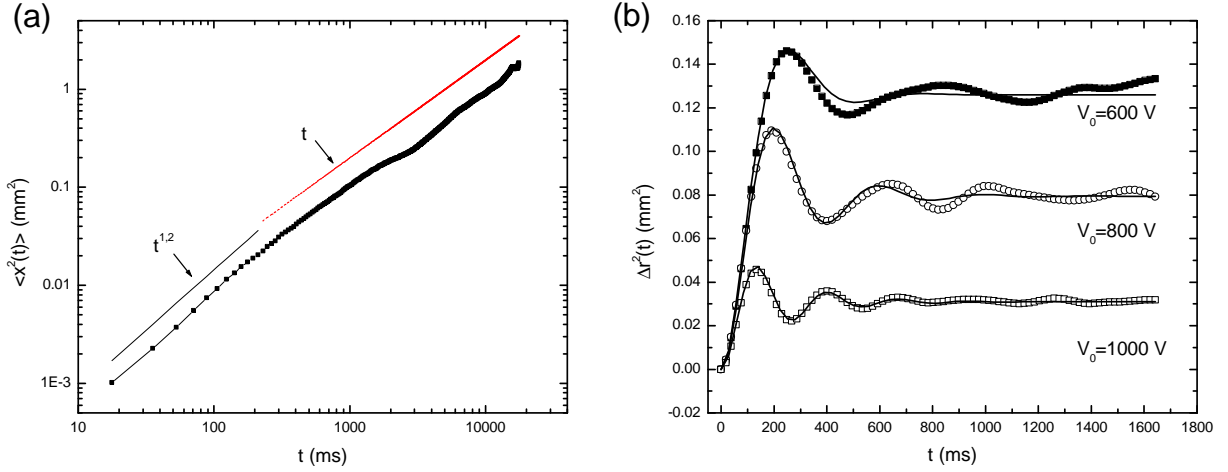 (a)
1
0.1
0.01
1E-3
10
100
1000
10000
t (ms)
<x²(t)> (mm²)
t
t^1,2
(b)
0.16
0.14
0.12
0.10
0.08
0.06
0.04
0.02
0.00
-0.02
0
200
400
600
800
1000
1200
1400
1600
1800
t (ms)
Δr²(t) (mm²)
V₀=600 V
V₀=800 V
V₀=1000 V